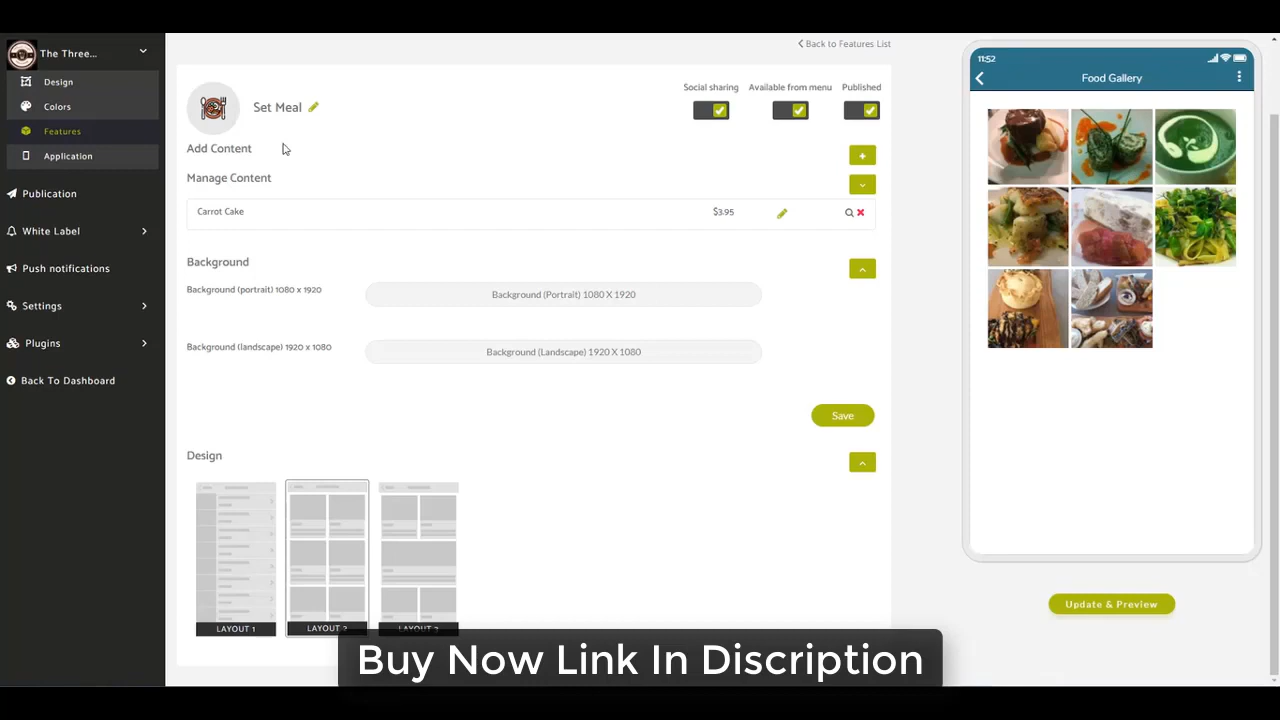 The Three...
Design
Colors
Features
Application
Publication
White Label
Push notifications
Settings
Plugins
Back To Dashboard
Back to Features List
Set Meal
Social sharing
Available from menu
Published
Add Content
Manage Content
Carrot Cake
$3.95
Background
Background (portrait) 1080 x 1920
Background (Portrait) 1080 X 1920
Background (landscape) 1920 x 1080
Background (Landscape) 1920 X 1080
Save
Design
LAYOUT 1
LAYOUT 2
LAYOUT 3
11:52
Food Gallery
Update & Preview
Buy Now Link In Discription